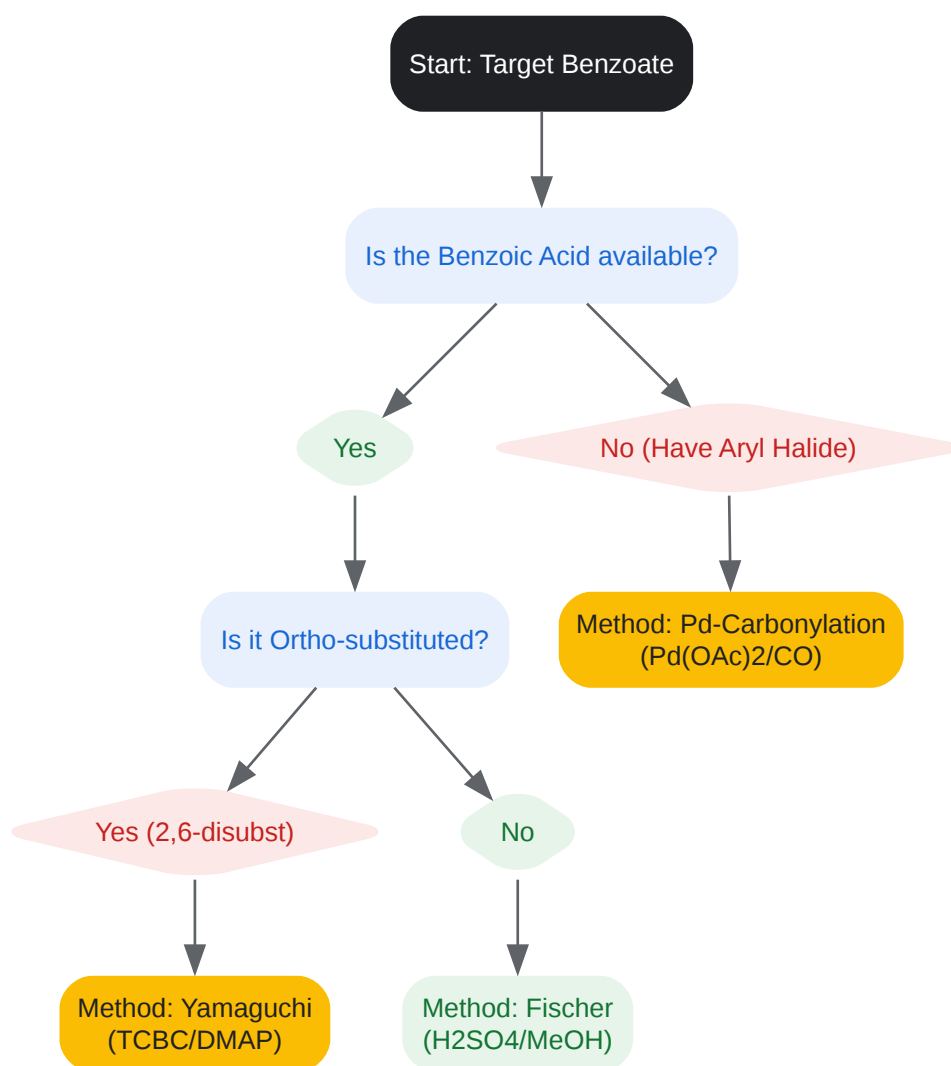 Start: Target Benzoate
Is the Benzoic Acid available?
Yes
No (Have Aryl Halide)
Is it Ortho-substituted?
Method: Pd-Carbonylation
(Pd(OAc)2/CO)
Yes (2,6-disubst)
No
Method: Yamaguchi
(TCBC/DMAP)
Method: Fischer
(H2SO4/MeOH)